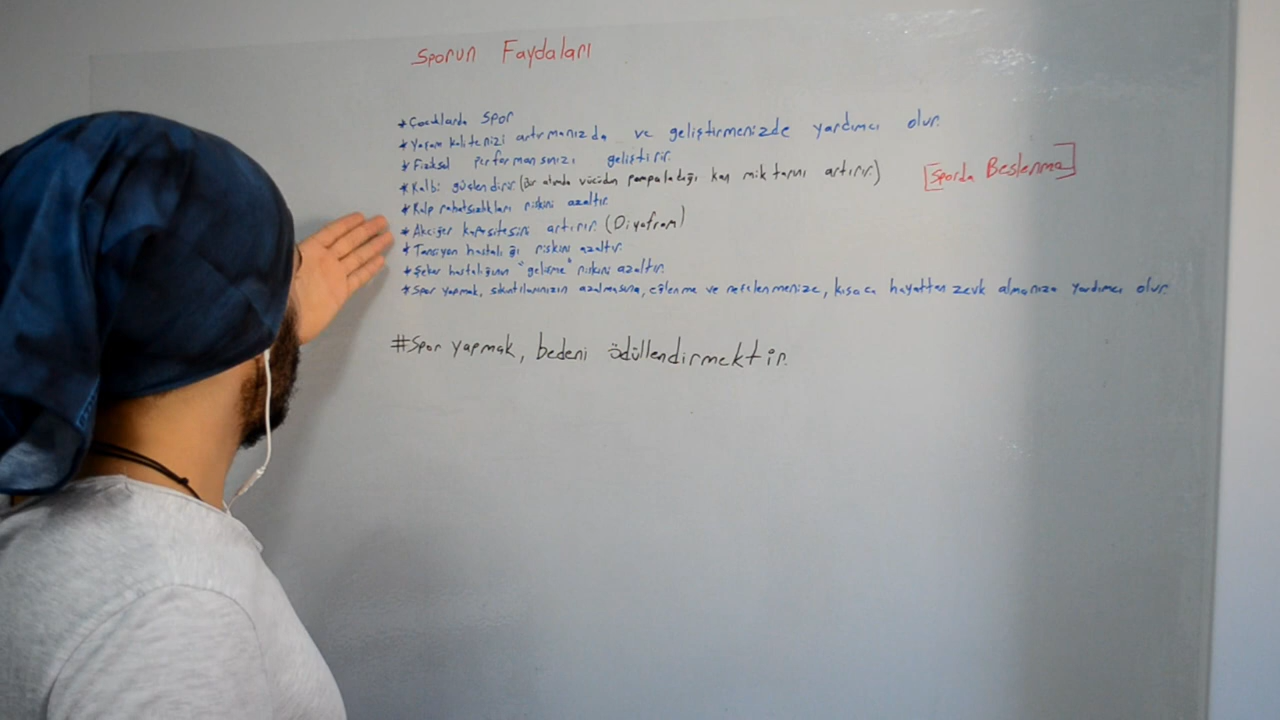 Sporun Faydaları
*Çocuklarda Spor
*Yaşam kalitenizi artırmanızda ve geliştirmenizde yardımcı olur.
*Fiziksel performansınızı geliştirir.
*Kalbi güçlendirir. (Bir atımda vücudun pompaladığı kan miktarını artırır.)
[Sporda Beslenme]
*Kalp rahatsızlıkları riskini azaltır.
*Akciğer kapasitesini artırır. (Diyafram)
*Tansiyon hastalığı riskini azaltır.
*Şeker hastalığının "gelişme" riskini azaltır.
*Spor yapmak, sıkıntılarınızın azalmasına, eğlenme ve neşelenmenize, kısaca hayattan zevk almanıza yardımcı olur.
#Spor yapmak, bedeni ödüllendirmektir.